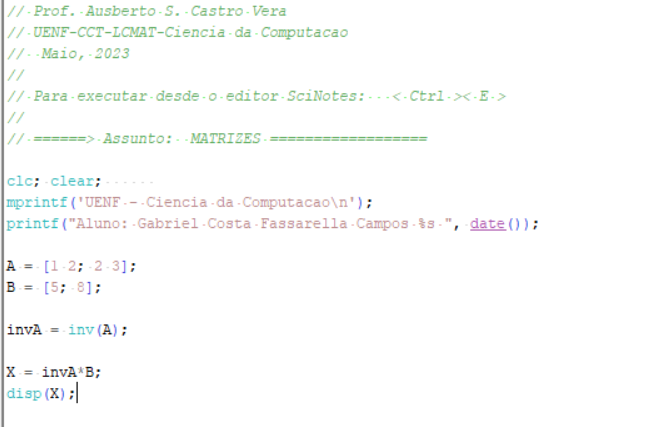 // Prof. Ausberto S. Castro Vera
// UENF-CCT-LCMAT-Ciencia da Computacao
//  Maio, 2023
//
// Para executar desde o editor SciNotes:   < Ctrl >< E >
//
// ======> Assunto:  MATRIZES ==================
clc; clear;
mprintf('UENF - Ciencia da Computacao\n');
printf("Aluno: Gabriel Costa Fassarella Campos %s ", date());
A = [1 2; 2 3];
B = [5; 8];
invA = inv(A);
X = invA*B;
disp(X);